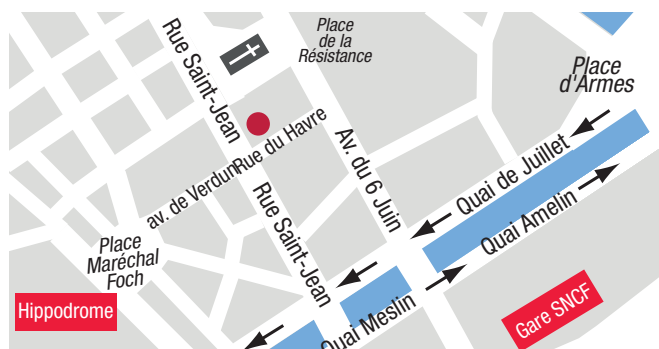 Place
de la
Résistance
Rue Saint-Jean
Place
d'Armes
Rue du Havre
av. de Verdun
Av. du 6 Juin
Quai de Juillet
Quai Amelin
Rue Saint-Jean
Place
Maréchal
Foch
Hippodrome
Quai Meslin
Gare SNCF